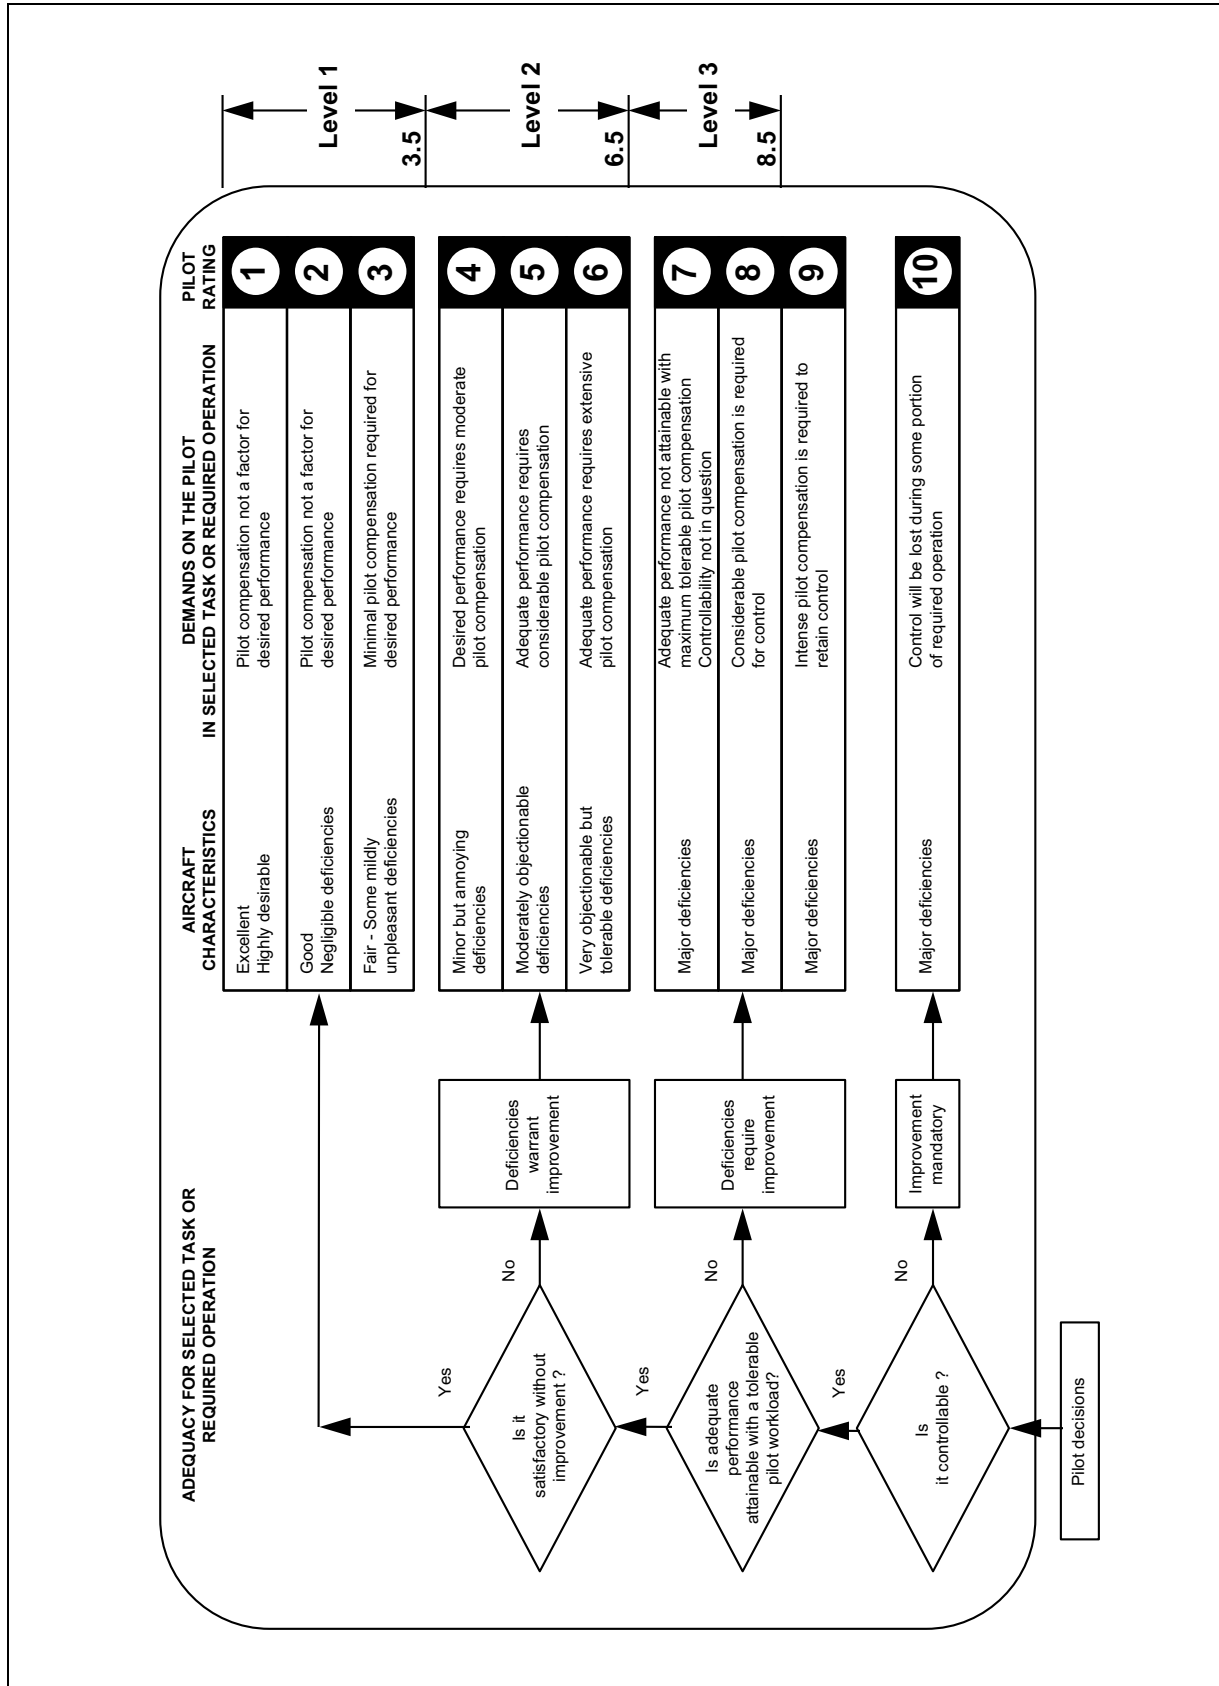 ADEQUACY FOR SELECTED TASK OR
REQUIRED OPERATION
AIRCRAFT
CHARACTERISTICS
DEMANDS ON THE PILOT
IN SELECTED TASK OR REQUIRED OPERATION
PILOT
RATING
Excellent
Highly desirable
Pilot compensation not a factor for
desired performance
1
Good
Negligible deficiencies
Pilot compensation not a factor for
desired performance
2
Fair - Some mildly
unpleasant deficiencies
Minimal pilot compensation required for
desired performance
3
Level 1
3.5
Yes
Is it
satisfactory without
improvement ?
No
Deficiencies
warrant
improvement
Minor but annoying
deficiencies
Desired performance requires moderate
pilot compensation
4
Moderately objectionable
deficiencies
Adequate performance requires
considerable pilot compensation
5
Very objectionable but
tolerable deficiencies
Adequate performance requires extensive
pilot compensation
6
Level 2
6.5
Yes
Is adequate
performance
attainable with a tolerable
pilot workload?
No
Deficiencies
require
improvement
Major deficiencies
Adequate performance not attainable with
maximum tolerable pilot compensation
Controllability not in question
7
Major deficiencies
Considerable pilot compensation is required
for control
8
Major deficiencies
Intense pilot compensation is required to
retain control
9
Level 3
8.5
Yes
Is
it controllable ?
No
Improvement
mandatory
Major deficiencies
Control will be lost during some portion
of required operation
10
Pilot decisions